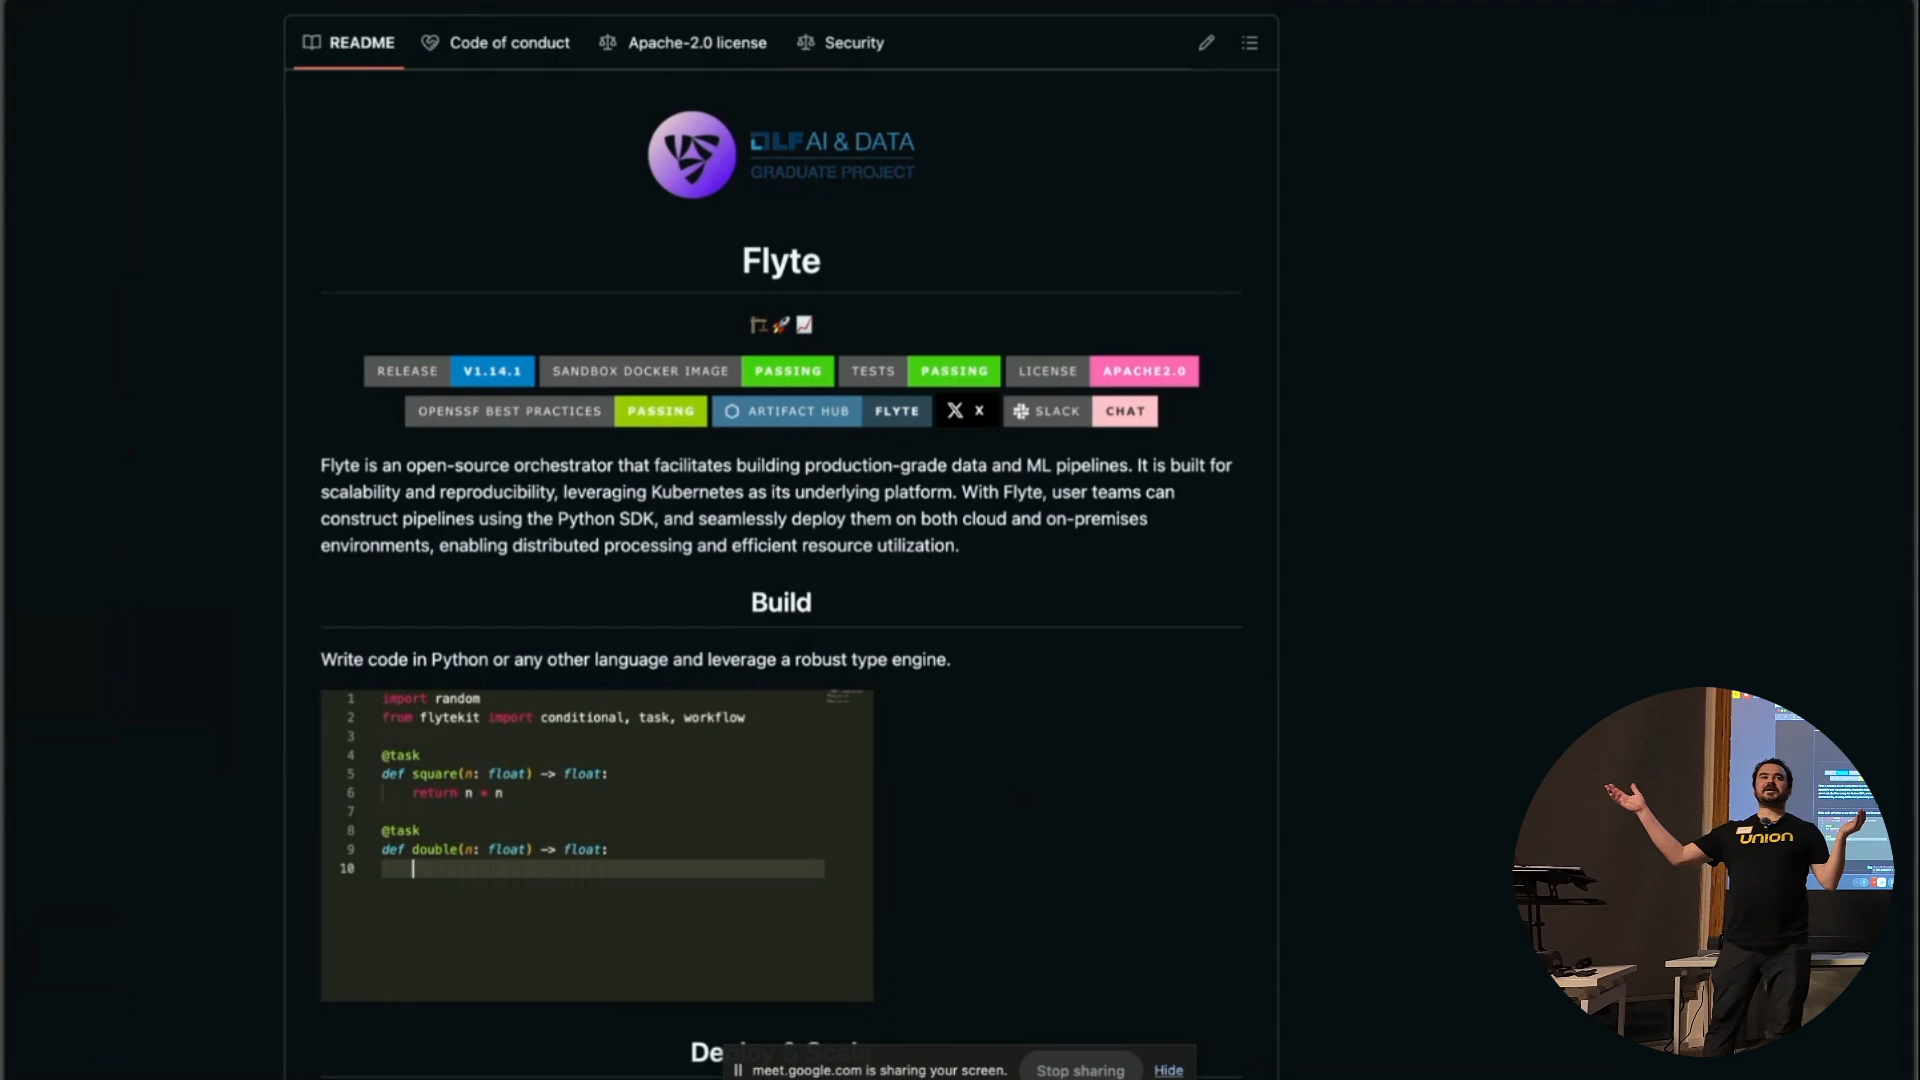 README Code of conduct Apache-2.0 license Security
LF AI & DATA
GRADUATE PROJECT
Flyte
RELEASE V1.14.1 SANDBOX DOCKER IMAGE PASSING TESTS PASSING LICENSE APACHE2.0
OPENSSF BEST PRACTICES PASSING ARTIFACT HUB FLYTE X X SLACK CHAT
Flyte is an open-source orchestrator that facilitates building production-grade data and ML pipelines. It is built for
scalability and reproducibility, leveraging Kubernetes as its underlying platform. With Flyte, user teams can
construct pipelines using the Python SDK, and seamlessly deploy them on both cloud and on-premises
environments, enabling distributed processing and efficient resource utilization.
Build
Write code in Python or any other language and leverage a robust type engine.
1 import random
2 from flytekit import conditional, task, workflow
3
4 @task
5 def square(n: float) -> float:
6 return n * n
7
8 @task
9 def double(n: float) -> float:
10
Deploy & Scale
meet.google.com is sharing your screen. Stop sharing Hide
union